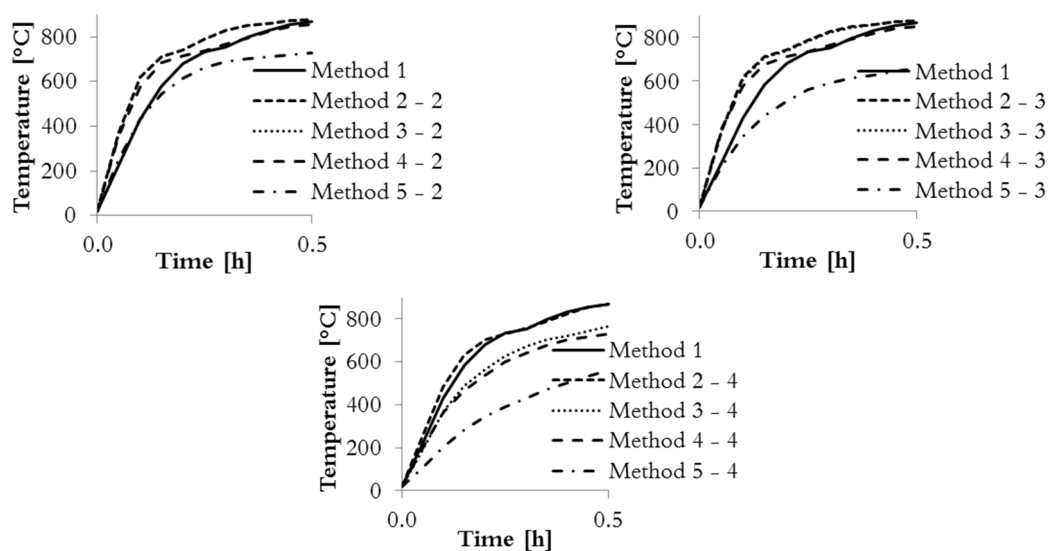 Temperature [°C]
800
600
400
200
0
0.0
0.5
Time [h]
Method 1
Method 2 - 2
Method 3 - 2
Method 4 - 2
Method 5 - 2
Temperature [°C]
800
600
400
200
0
0.0
0.5
Time [h]
Method 1
Method 2 - 3
Method 3 - 3
Method 4 - 3
Method 5 - 3
Temperature [°C]
800
600
400
200
0
0.0
0.5
Time [h]
Method 1
Method 2 - 4
Method 3 - 4
Method 4 - 4
Method 5 - 4